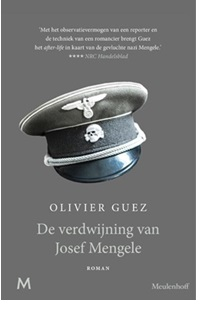 'Met het observatievermogen van een reporter en
de techniek van een romancier brengt Guez
het after-life in kaart van de gevluchte nazi Mengele.'
**** NRC Handelsblad
OLIVIER GUEZ
De verdwijning van
Josef Mengele
ROMAN
M
Meulenhoff